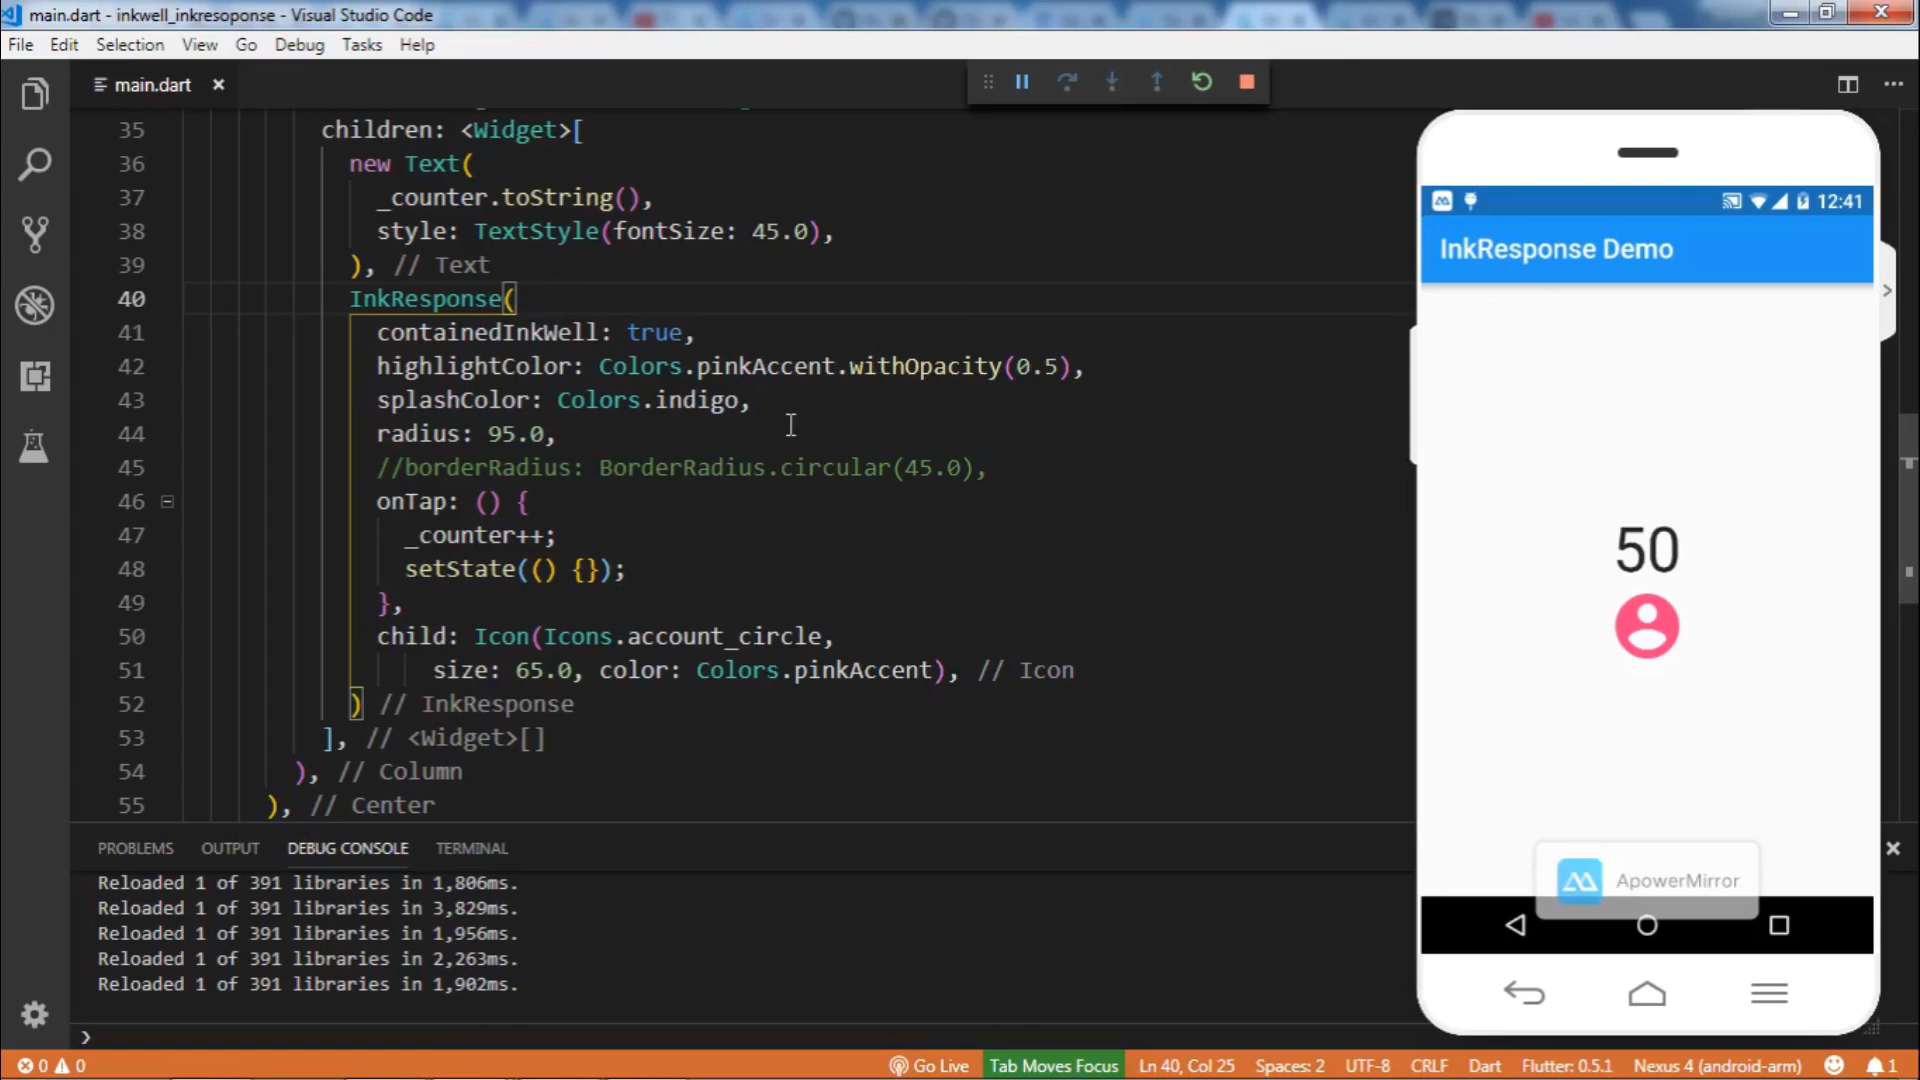 main.dart - inkwell_inkresoponse - Visual Studio Code
File Edit Selection View Go Debug Tasks Help
main.dart
35 children: <Widget>[
36 new Text(
37 _counter.toString(),
38 style: TextStyle(fontSize: 45.0),
39 ), // Text
40 InkResponse(
41 containedInkWell: true,
42 highlightColor: Colors.pinkAccent.withOpacity(0.5),
43 splashColor: Colors.indigo,
44 radius: 95.0,
45 //borderRadius: BorderRadius.circular(45.0),
46 onTap: () {
47 _counter++;
48 setState(() {});
49 },
50 child: Icon(Icons.account_circle,
51 size: 65.0, color: Colors.pinkAccent), // Icon
52 ) // InkResponse
53 ], // <Widget>[]
54 ), // Column
55 ), // Center
12:41
InkResponse Demo
50
ApowerMirror
PROBLEMS OUTPUT DEBUG CONSOLE TERMINAL
Reloaded 1 of 391 libraries in 1,806ms.
Reloaded 1 of 391 libraries in 3,829ms.
Reloaded 1 of 391 libraries in 1,956ms.
Reloaded 1 of 391 libraries in 2,263ms.
Reloaded 1 of 391 libraries in 1,902ms.
0 0 Go Live Tab Moves Focus Ln 40, Col 25 Spaces: 2 UTF-8 CRLF Dart Flutter: 0.5.1 Nexus 4 (android-arm) 1